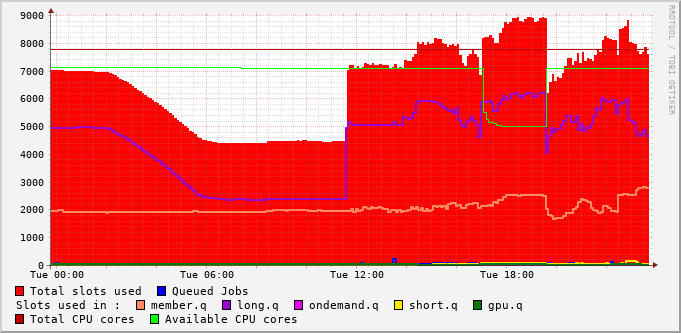 9000
8000
7000
6000
5000
4000
3000
2000
1000
0
Tue 00:00 Tue 06:00 Tue 12:00 Tue 18:00
RRDTOOL / TOBI OETIKER
Total slots used Queued Jobs
Slots used in : member.q long.q ondemand.q short.q gpu.q
Total CPU cores Available CPU cores